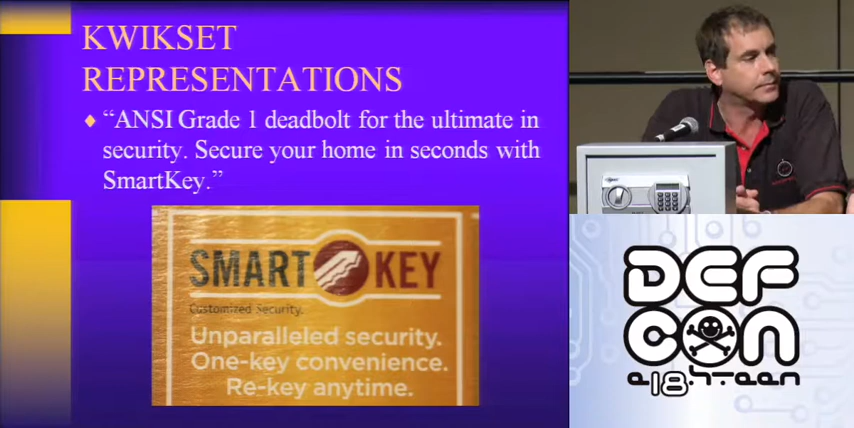 KWIKSET
REPRESENTATIONS
“ANSI Grade 1 deadbolt for the ultimate in
security. Secure your home in seconds with
SmartKey.”
SMART KEY
Customized Security.
Unparalleled security.
One-key convenience.
Re-key anytime.
DEF
CON
e18hteen